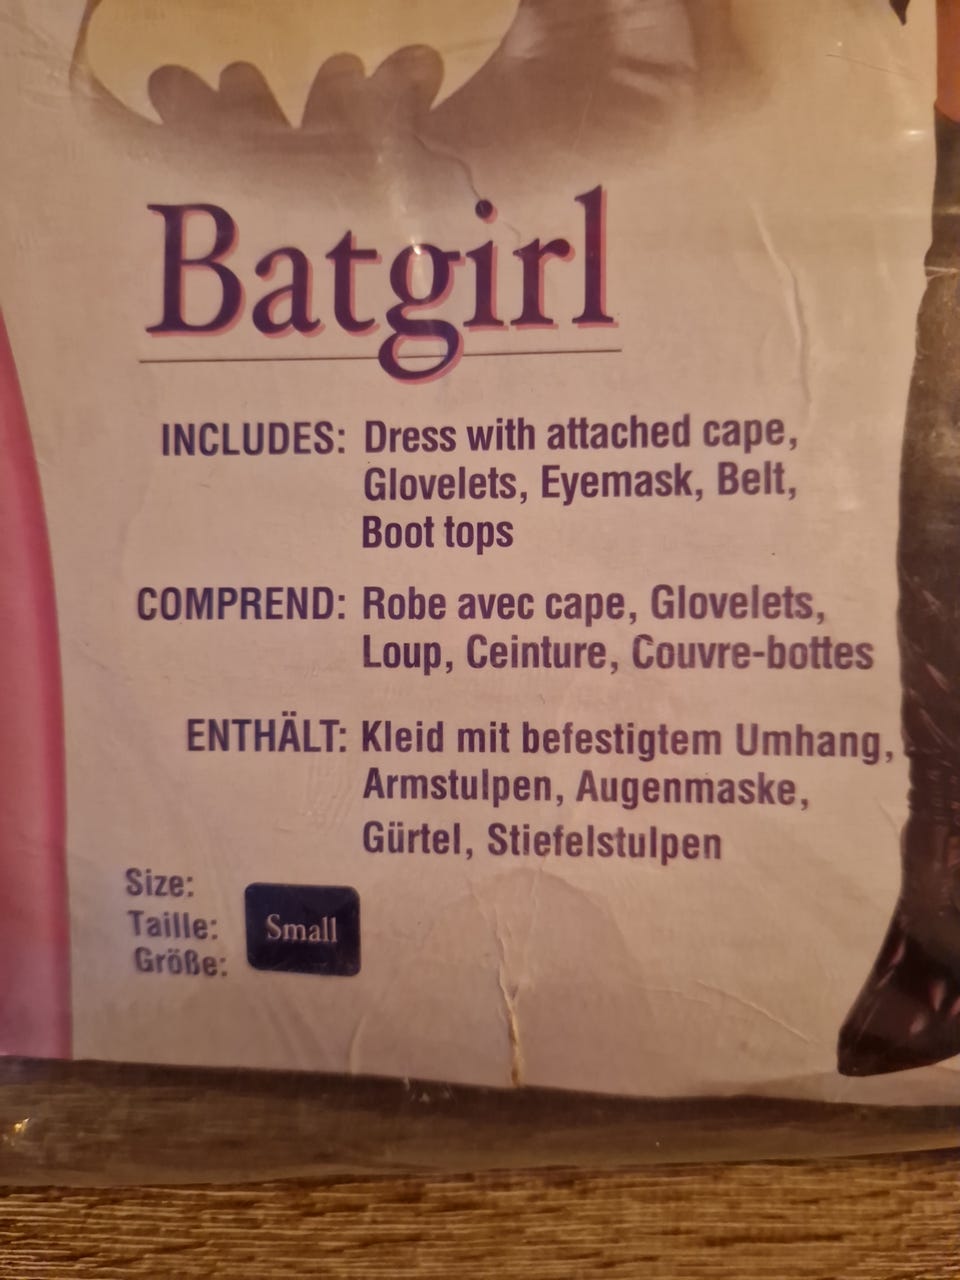 Batgirl
INCLUDES: Dress with attached cape,
Glovelets, Eyemask, Belt,
Boot tops
COMPREND: Robe avec cape, Glovelets,
Loup, Ceinture, Couvre-bottes
ENTHÄLT: Kleid mit befestigtem Umhang,
Armstulpen, Augenmaske,
Gürtel, Stiefelstulpen
Size:
Taille:
Größe:
Small